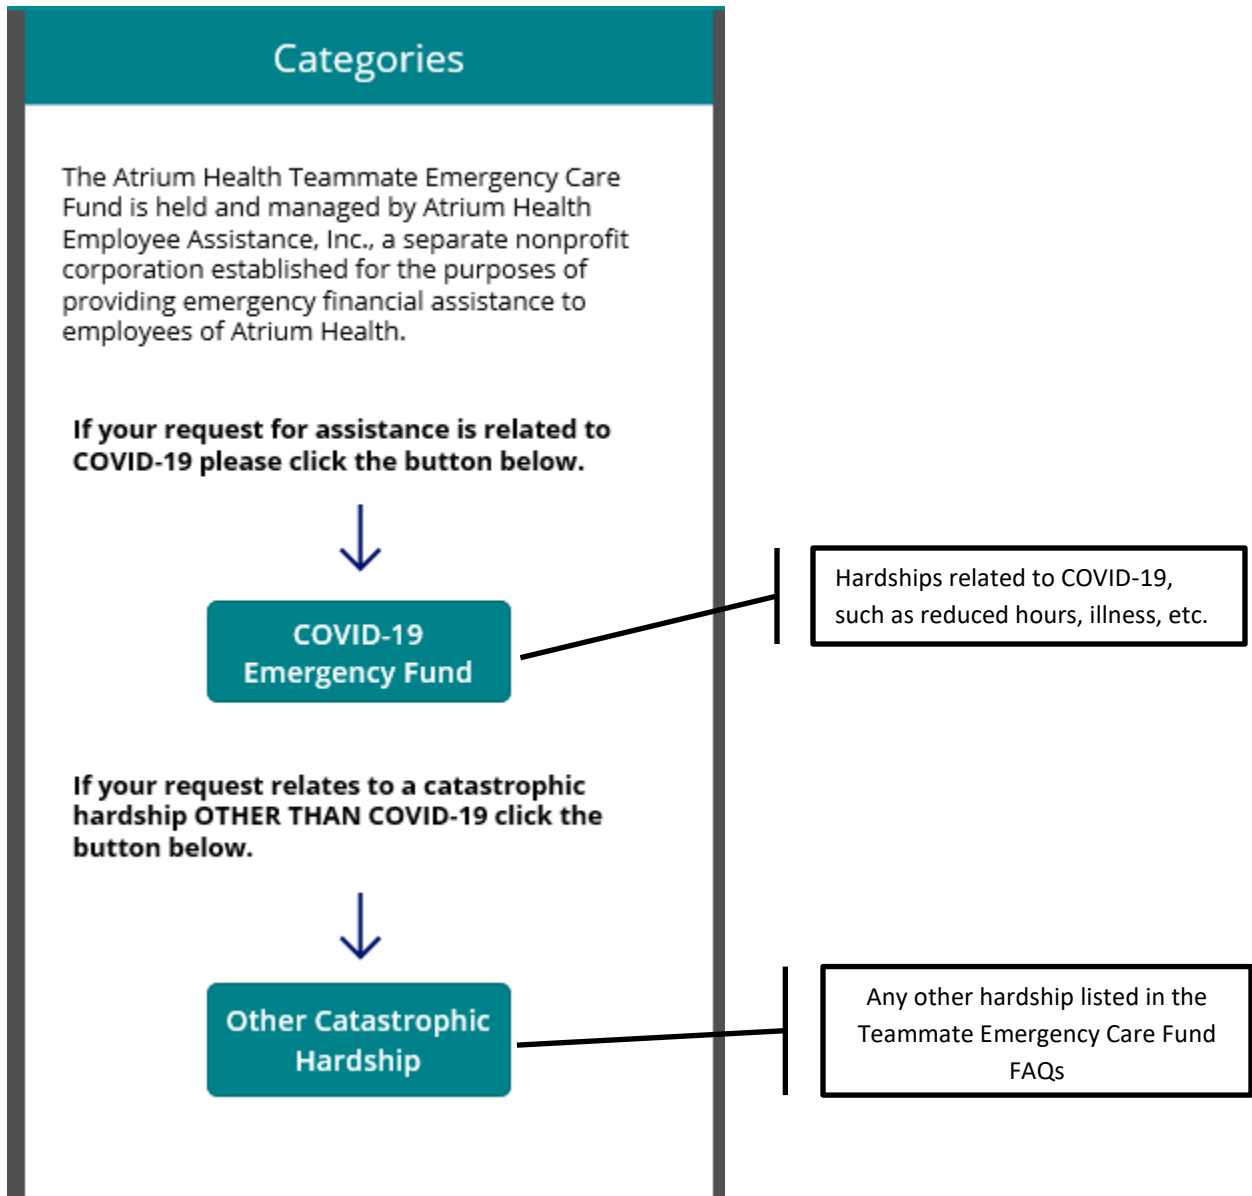 Categories
The Atrium Health Teammate Emergency Care
Fund is held and managed by Atrium Health
Employee Assistance, Inc., a separate nonprofit
corporation established for the purposes of
providing emergency financial assistance to
employees of Atrium Health.
If your request for assistance is related to
COVID-19 please click the button below.
COVID-19
Emergency Fund
Hardships related to COVID-19,
such as reduced hours, illness, etc.
If your request relates to a catastrophic
hardship OTHER THAN COVID-19 click the
button below.
Other Catastrophic
Hardship
Any other hardship listed in the
Teammate Emergency Care Fund
FAQs